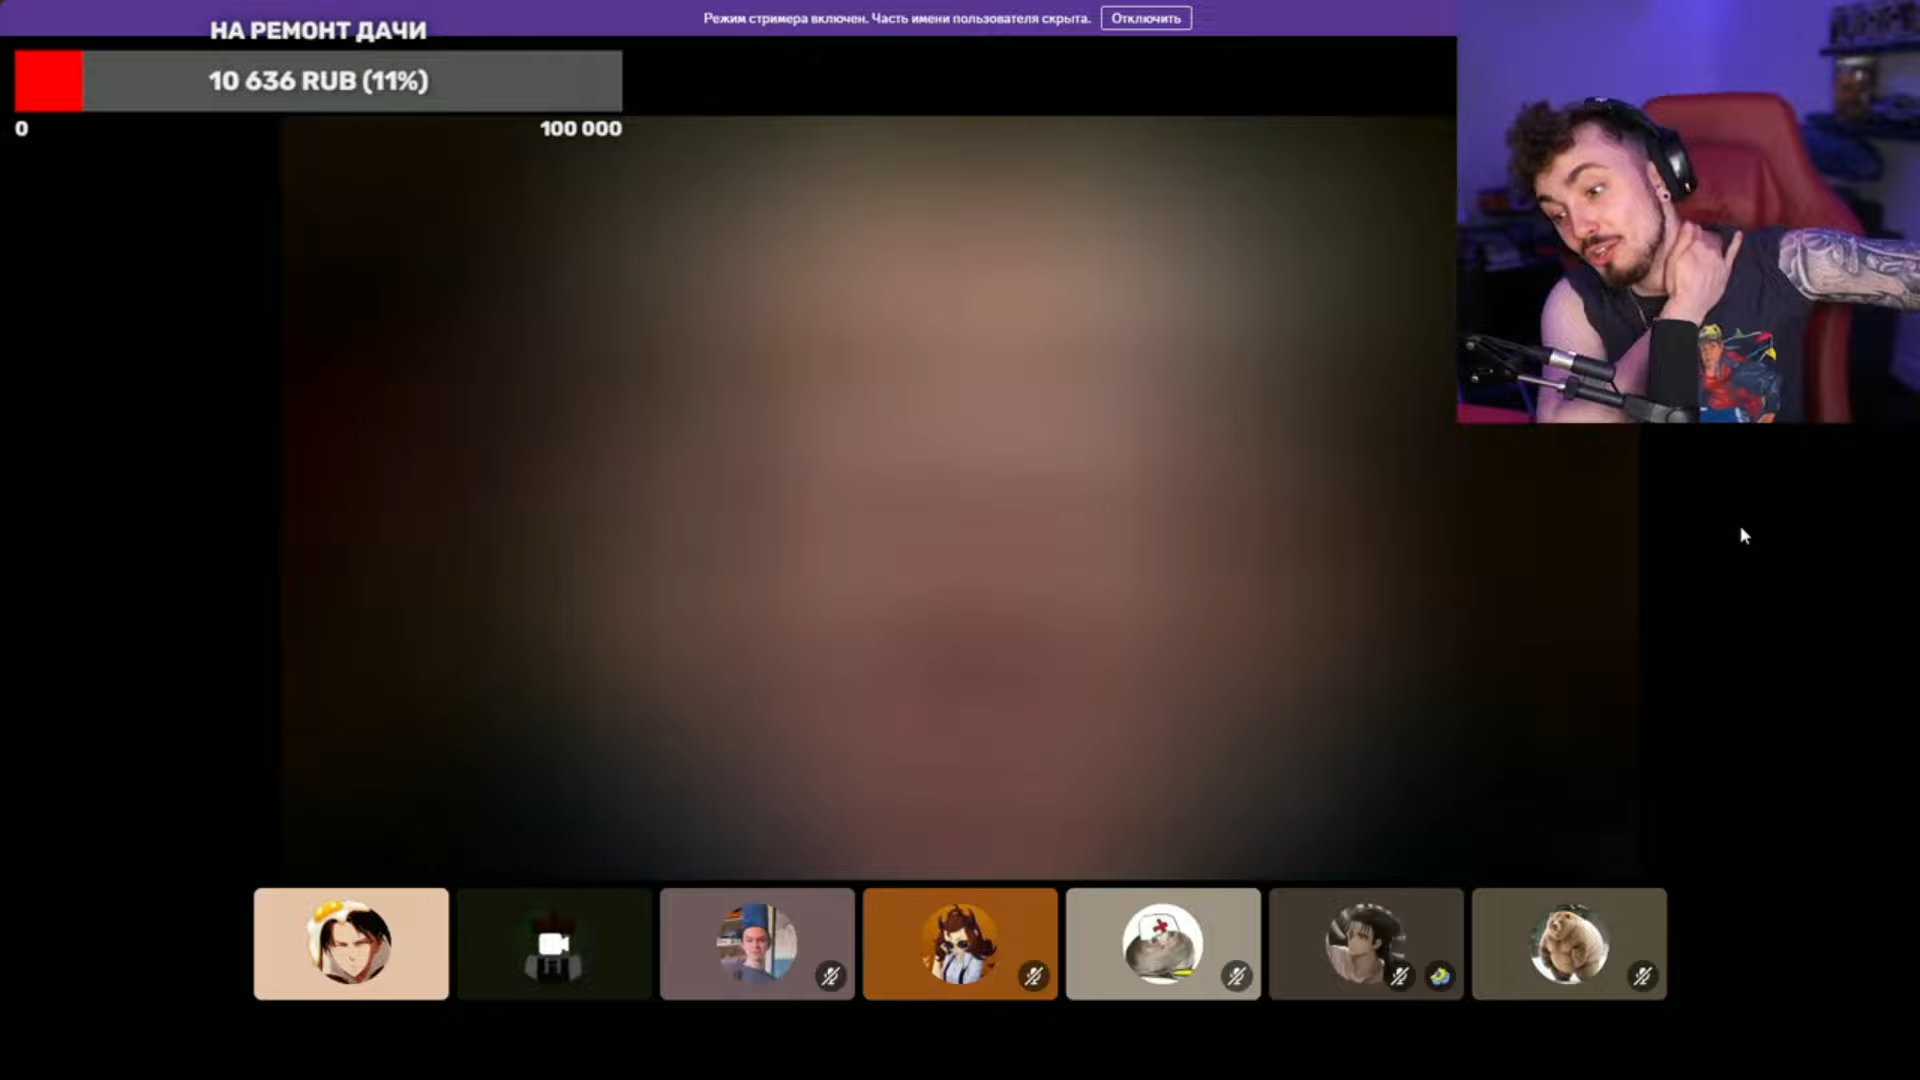 Режим стримера включен. Часть имени пользователя скрыта.
Отключить
НА РЕМОНТ ДАЧИ
10 636 RUB (11%)
0
100 000